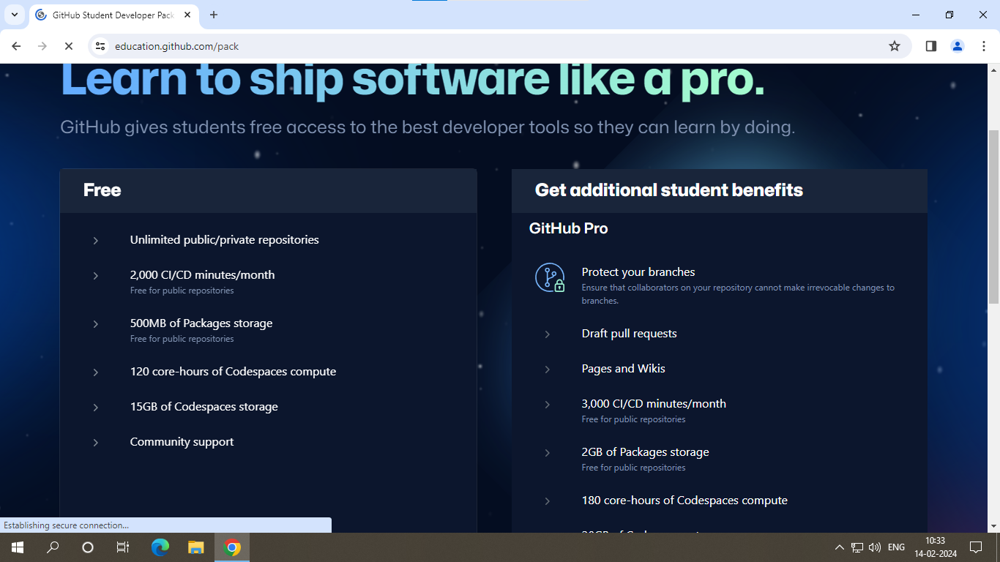 GitHub Student Developer Pack
education.github.com/pack
Learn to ship software like a pro.
GitHub gives students free access to the best developer tools so they can learn by doing.
Free
Unlimited public/private repositories
2,000 CI/CD minutes/month
Free for public repositories
500MB of Packages storage
Free for public repositories
120 core-hours of Codespaces compute
15GB of Codespaces storage
Community support
Get additional student benefits
GitHub Pro
Protect your branches
Ensure that collaborators on your repository cannot make irrevocable changes to
branches.
Draft pull requests
Pages and Wikis
3,000 CI/CD minutes/month
Free for public repositories
2GB of Packages storage
Free for public repositories
180 core-hours of Codespaces compute
Establishing secure connection...
ENG
10:33
14-02-2024